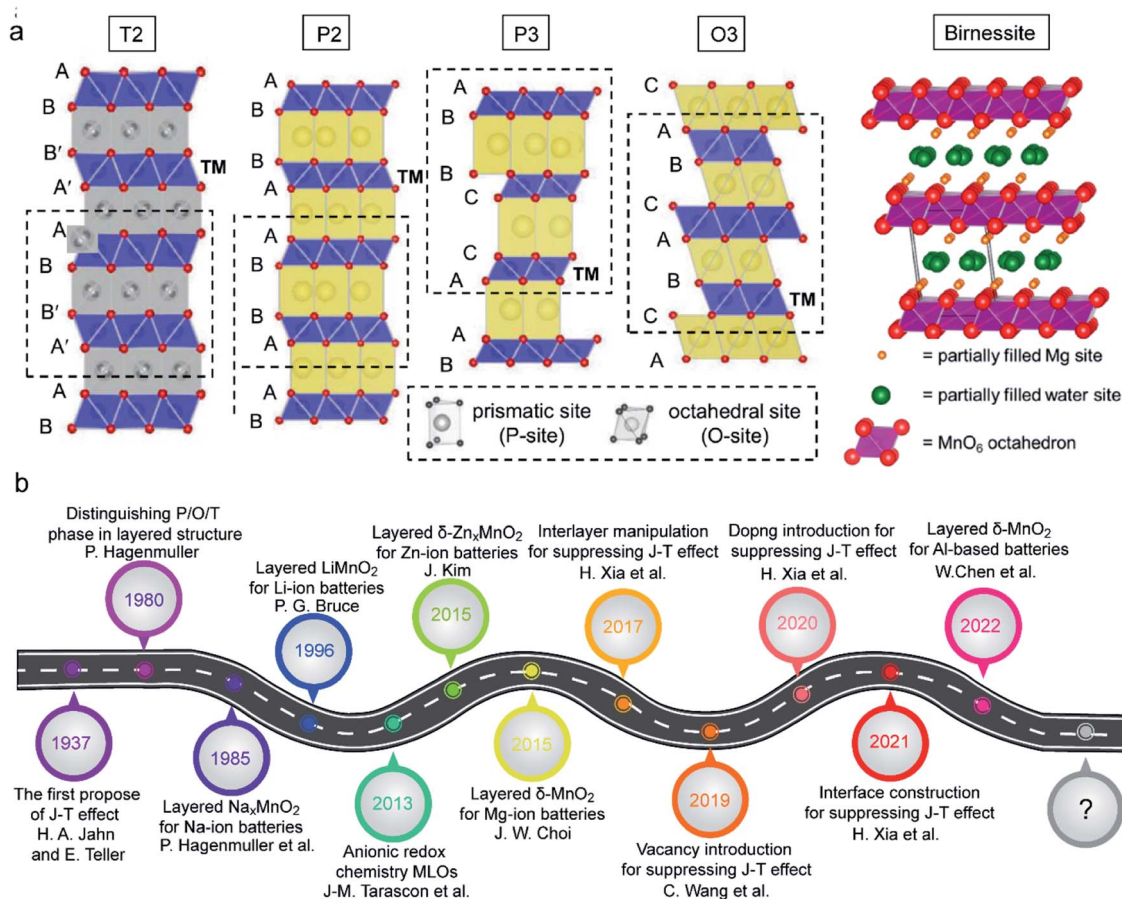 a
T2
P2
P3
O3
Birnessite
A
B
B′
A′
A
B
B′
A′
A
B
TM
A
B
B
A
A
B
B
A
A
B
TM
A
B
B
C
C
A
A
B
TM
C
A
B
C
A
B
C
A
TM
prismatic site
(P-site)
octahedral site
(O-site)
= partially filled Mg site
= partially filled water site
= MnO₆ octahedron
b
Distinguishing P/O/T
phase in layered structure
P. Hagenmuller
1980
Layered LiMnO₂
for Li-ion batteries
P. G. Bruce
1996
Layered δ-ZnₓMnO₂
for Zn-ion batteries
J. Kim
2015
Interlayer manipulation
for suppressing J-T effect
H. Xia et al.
2017
Dopng introduction for
suppressing J-T effect
H. Xia et al.
2020
Layered δ-MnO₂
for Al-based batteries
W.Chen et al.
2022
1937
The first propose
of J-T effect
H. A. Jahn
and E. Teller
1985
Layered NaₓMnO₂
for Na-ion batteries
P. Hagenmuller et al.
2013
Anionic redox
chemistry MLOs
J-M. Tarascon et al.
2015
Layered δ-MnO₂
for Mg-ion batteries
J. W. Choi
2019
Vacancy introduction
for suppressing J-T effect
C. Wang et al.
2021
Interface construction
for suppressing J-T effect
H. Xia et al.
?